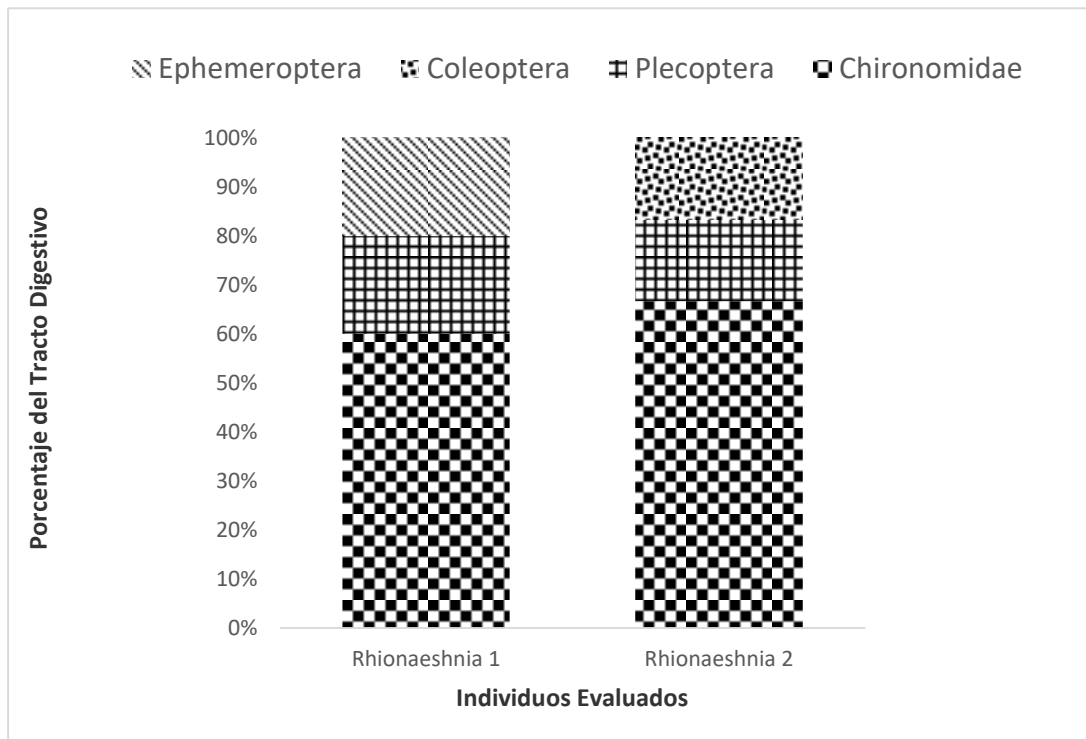 Ephemeroptera Coleoptera Plecoptera Chironomidae
100%
90%
80%
70%
60%
50%
40%
30%
20%
10%
0%
Porcentaje del Tracto Digestivo
Rhionaeshnia 1 Rhionaeshnia 2
Individuos Evaluados